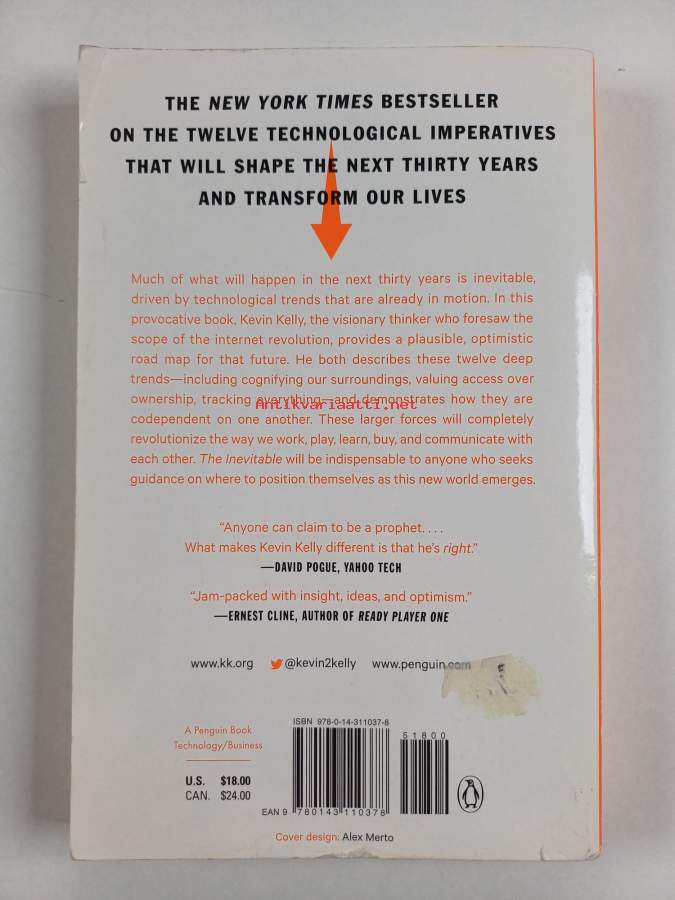 THE NEW YORK TIMES BESTSELLER
ON THE TWELVE TECHNOLOGICAL IMPERATIVES
THAT WILL SHAPE THE NEXT THIRTY YEARS
AND TRANSFORM OUR LIVES
Much of what will happen in the next thirty years is inevitable,
driven by technological trends that are already in motion. In this
provocative book, Kevin Kelly, the visionary thinker who foresaw the
scope of the internet revolution, provides a plausible, optimistic
road map for that future. He both describes these twelve deep
trends—including cognifying our surroundings, valuing access over
ownership, tracking everything—and demonstrates how they are
Antikvariaatti.net
codependent on one another. These larger forces will completely
revolutionize the way we work, play, learn, buy, and communicate with
each other. The Inevitable will be indispensable to anyone who seeks
guidance on where to position themselves as this new world emerges.
“Anyone can claim to be a prophet. . . .
What makes Kevin Kelly different is that he's right.”
—DAVID POGUE, YAHOO TECH
“Jam-packed with insight, ideas, and optimism.”
—ERNEST CLINE, AUTHOR OF READY PLAYER ONE
www.kk.org @kevin2kelly www.penguin.com
A Penguin Book
Technology/Business
U.S. $18.00
CAN. $24.00
ISBN 978-0-14-311037-8
51800
EAN 9 780143 110378
Cover design: Alex Merto